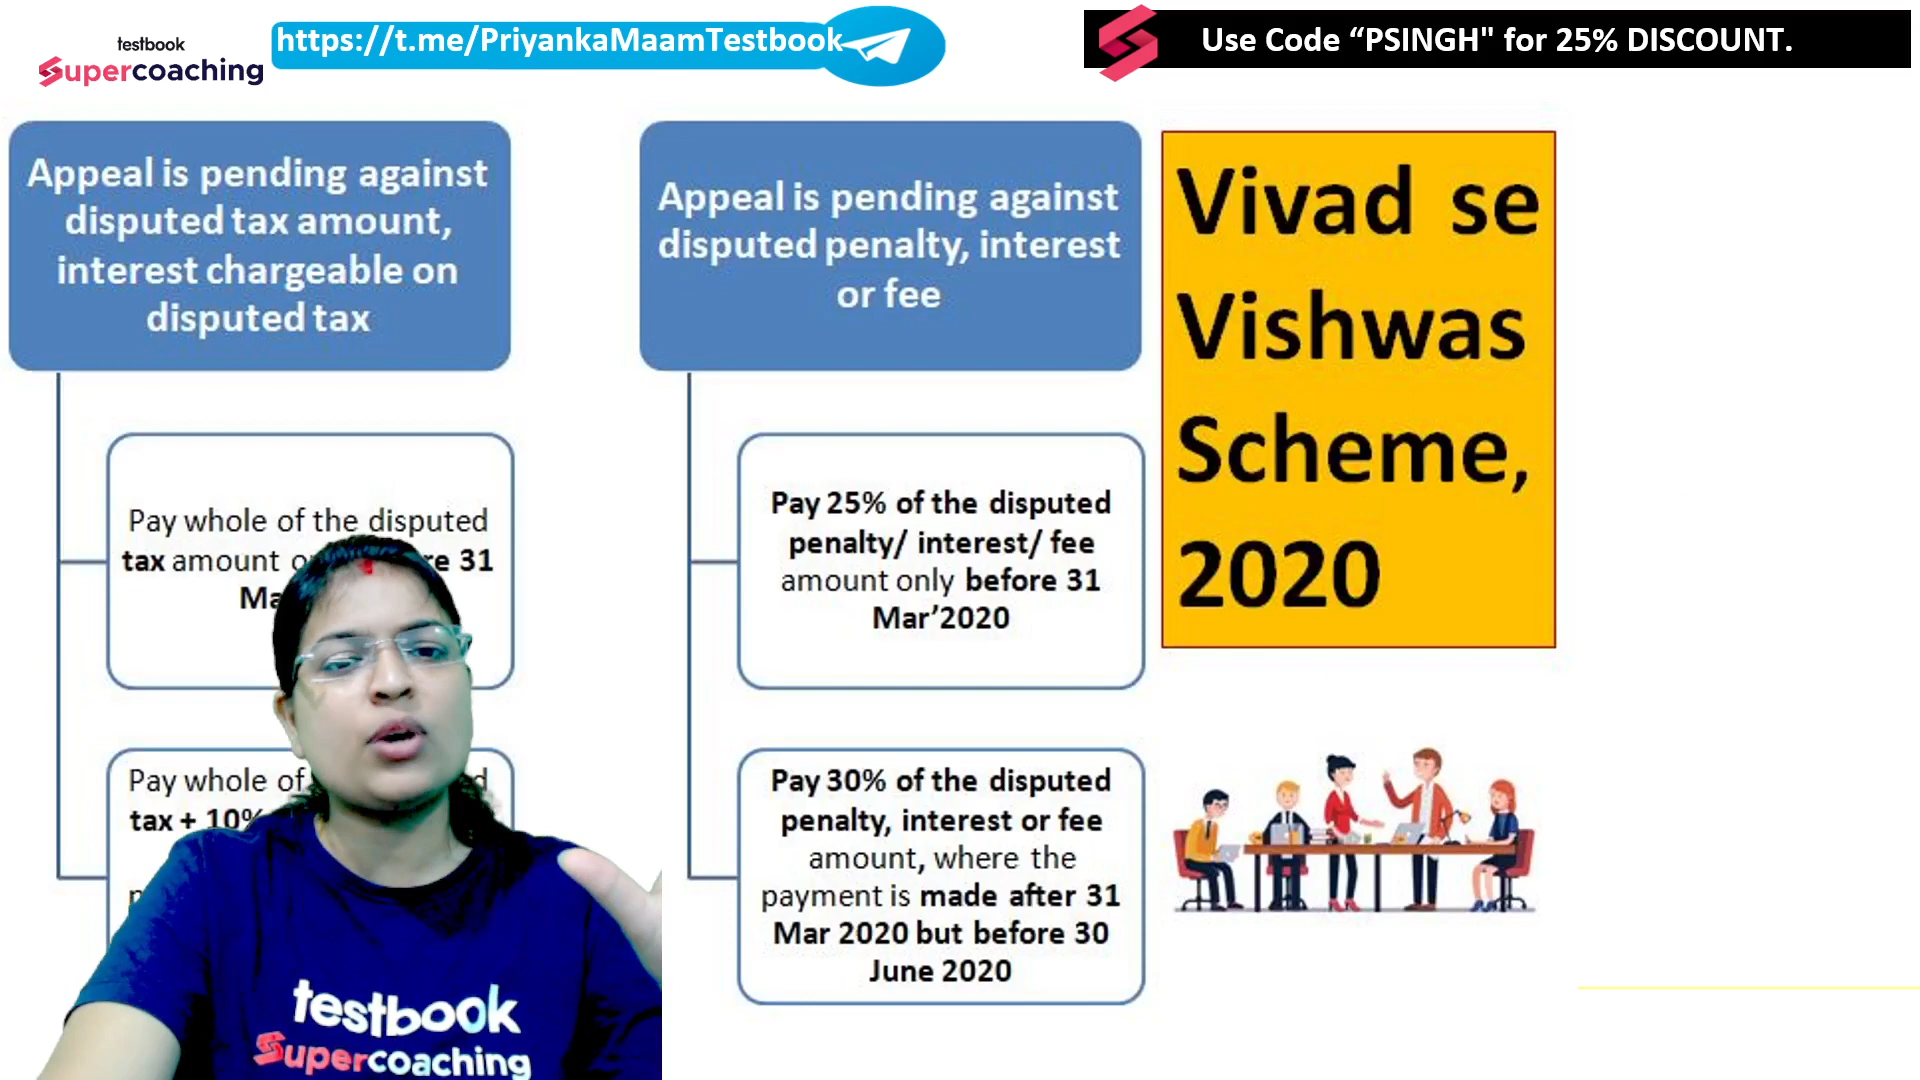 testbook
Supercoaching
https://t.me/PriyankaMaamTestbook
Use Code “PSINGH" for 25% DISCOUNT.
Appeal is pending against
disputed tax amount,
interest chargeable on
disputed tax
Pay whole of the disputed
tax amount 31
Pay whole of
tax + 10%
Appeal is pending against
disputed penalty, interest
or fee
Pay 25% of the disputed
penalty/ interest/ fee
amount only before 31
Mar’2020
Pay 30% of the disputed
penalty, interest or fee
amount, where the
payment is made after 31
Mar 2020 but before 30
June 2020
Vivad se
Vishwas
Scheme,
2020
testbook
Supercoaching